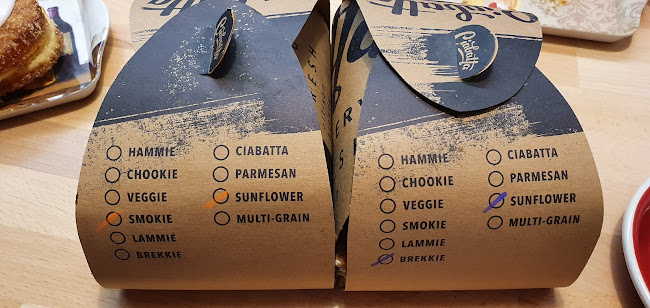 Piabatta
HAMMIE
CHOOKIE
VEGGIE
SMOKIE
LAMMIE
BREKKIE
CIABATTA
PARMESAN
SUNFLOWER
MULTI-GRAIN
HAMMIE
CHOOKIE
VEGGIE
SMOKIE
LAMMIE
BREKKIE
CIABATTA
PARMESAN
SUNFLOWER
MULTI-GRAIN